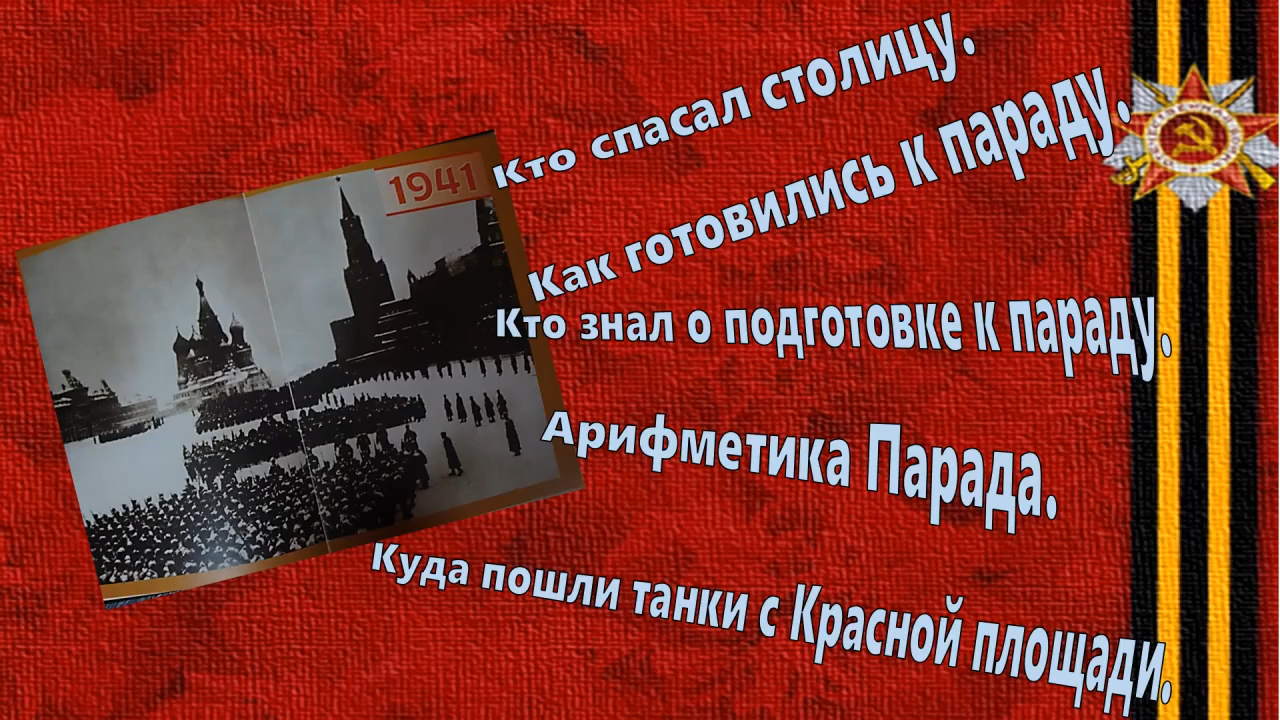 1941
Кто спасал столицу.
Как готовились к параду.
Кто знал о подготовке к параду.
Арифметика Парада.
Куда пошли танки с Красной площади.